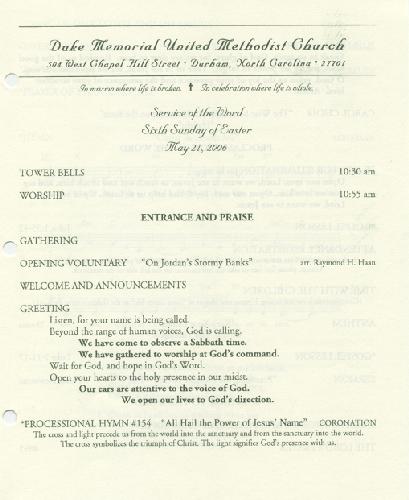 Duke Memorial United Methodist Church
504 West Chapel Hill Street · Durham, North Carolina · 27701
In mission where life is broken. † In celebration where life is whole.
Service of the Word
Sixth Sunday of Easter
May 21, 2006
TOWER BELLS 10:30 am
WORSHIP 10:55 am
ENTRANCE AND PRAISE
GATHERING
OPENING VOLUNTARY "On Jordan's Stormy Banks" arr. Raymond H. Haan
WELCOME AND ANNOUNCEMENTS
GREETING
Listen, for your name is being called.
Beyond the range of human voices, God is calling.
We have come to observe a Sabbath time.
We have gathered to worship at God's command.
Wait for God, and hope in God's Word.
Open your hearts to the holy presence in our midst.
Our ears are attentive to the voice of God.
We open our lives to God's direction.
*PROCESSIONAL HYMN #154 "All Hail the Power of Jesus' Name" CORONATION
The cross and light precede us from the world into the sanctuary and from the sanctuary into the world.
The cross symbolizes the triumph of Christ. The light signifies God's presence with us.